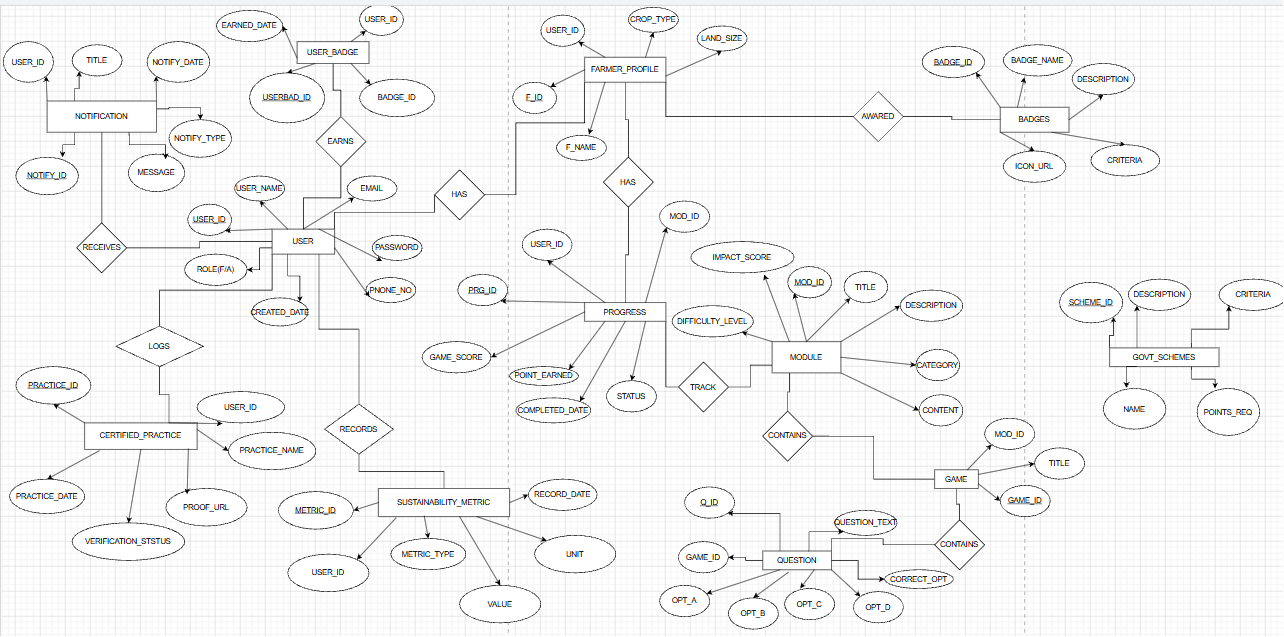 EARNED_DATE
USER_ID
USER_BADGE
USERBAD_ID
BADGE_ID
USER_ID
TITLE
NOTIFY_DATE
NOTIFICATION
NOTIFY_TYPE
NOTIFY_ID
MESSAGE
EARNS
USER_ID
CROP_TYPE
LAND_SIZE
FARMER_PROFILE
F_ID
F_NAME
AWARED
BADGE_ID
BADGE_NAME
DESCRIPTION
BADGES
ICON_URL
CRITERIA
RECEIVES
USER_NAME
EMAIL
HAS
HAS
USER_ID
USER
PASSWORD
ROLE(F/A)
CREATED_DATE
PNONE_NO
LOGS
USER_ID
MOD_ID
PRG_ID
PROGRESS
GAME_SCORE
POINT_EARNED
COMPLETED_DATE
STATUS
TRACK
IMPACT_SCORE
MOD_ID
TITLE
DESCRIPTION
DIFFICULTY_LEVEL
MODULE
CATEGORY
CONTENT
CONTAINS
SCHEME_ID
DESCRIPTION
CRITERIA
GOVT_SCHEMES
NAME
POINTS_REQ
PRACTICE_ID
USER_ID
CERTIFIED_PRACTICE
PRACTICE_NAME
PRACTICE_DATE
PROOF_URL
VERIFICATION_STSTUS
RECORDS
METRIC_ID
SUSTAINABILITY_METRIC
RECORD_DATE
USER_ID
METRIC_TYPE
UNIT
VALUE
MOD_ID
TITLE
GAME
GAME_ID
CONTAINS
Q_ID
QUESTION_TEXT
GAME_ID
QUESTION
CORRECT_OPT
OPT_A
OPT_B
OPT_C
OPT_D